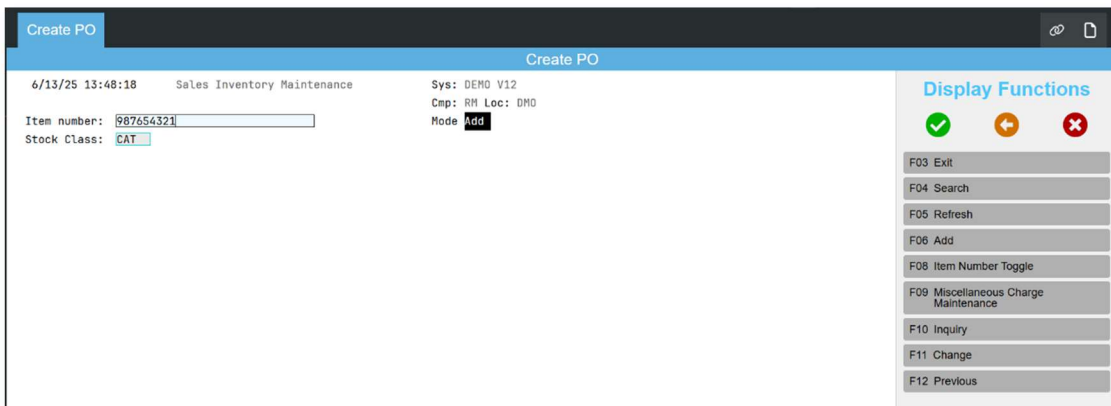 Create PO
Create PO
6/13/25 13:48:18 Sales Inventory Maintenance Sys: DEMO V12
Cmp: RM Loc: DMO
Item number: 987654321 Mode Add
Stock Class: CAT
Display Functions
F03 Exit
F04 Search
F05 Refresh
F06 Add
F08 Item Number Toggle
F09 Miscellaneous Charge
Maintenance
F10 Inquiry
F11 Change
F12 Previous